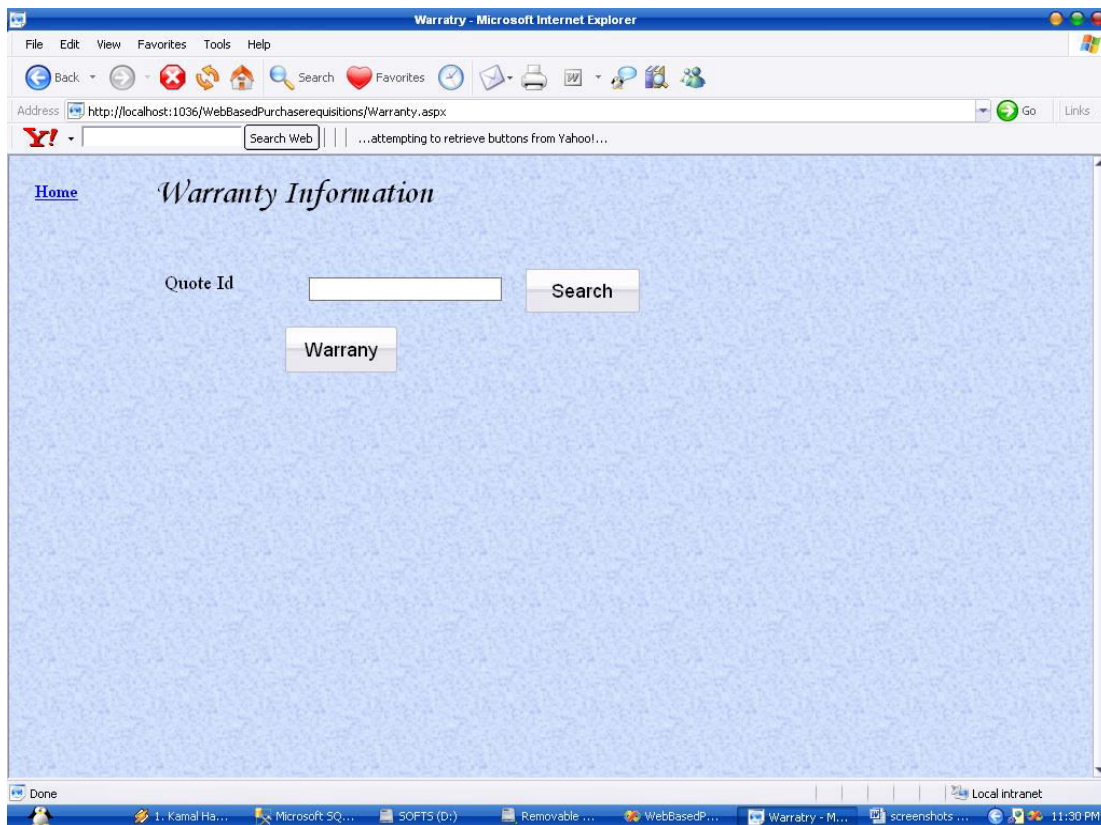 Warratry - Microsoft Internet Explorer
File Edit View Favorites Tools Help
Back Search Favorites
Address http://localhost:1036/WebBasedPurchaserequisitions/Warranty.aspx Go Links
Y! Search Web ...attempting to retrieve buttons from Yahoo!...
Home Warranty Information
Quote Id Search
Warrany
Done Local intranet
1. Kamal Ha... Microsoft SQ... SOFTS (D:) Removable ... WebBasedP... Warratry - M... screenshots ... 11:30 PM